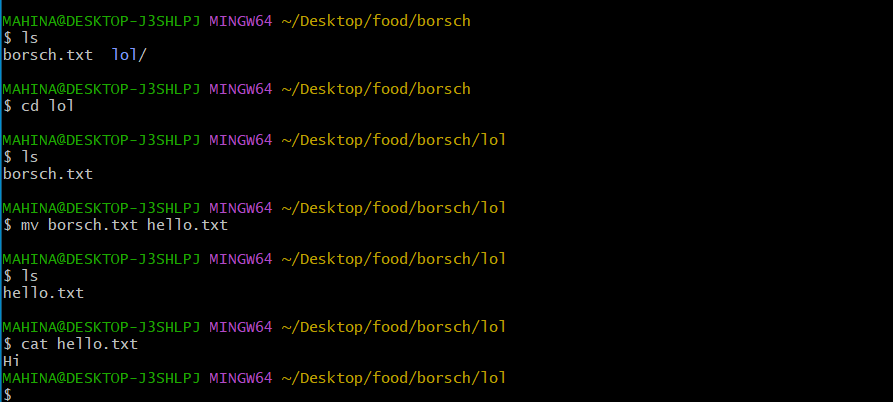 MAHINA@DESKTOP-J3SHLPJ MINGW64 ~/Desktop/food/borsch
$ ls
borsch.txt  lol/
MAHINA@DESKTOP-J3SHLPJ MINGW64 ~/Desktop/food/borsch
$ cd lol
MAHINA@DESKTOP-J3SHLPJ MINGW64 ~/Desktop/food/borsch/lol
$ ls
borsch.txt
MAHINA@DESKTOP-J3SHLPJ MINGW64 ~/Desktop/food/borsch/lol
$ mv borsch.txt hello.txt
MAHINA@DESKTOP-J3SHLPJ MINGW64 ~/Desktop/food/borsch/lol
$ ls
hello.txt
MAHINA@DESKTOP-J3SHLPJ MINGW64 ~/Desktop/food/borsch/lol
$ cat hello.txt
Hi
MAHINA@DESKTOP-J3SHLPJ MINGW64 ~/Desktop/food/borsch/lol
$